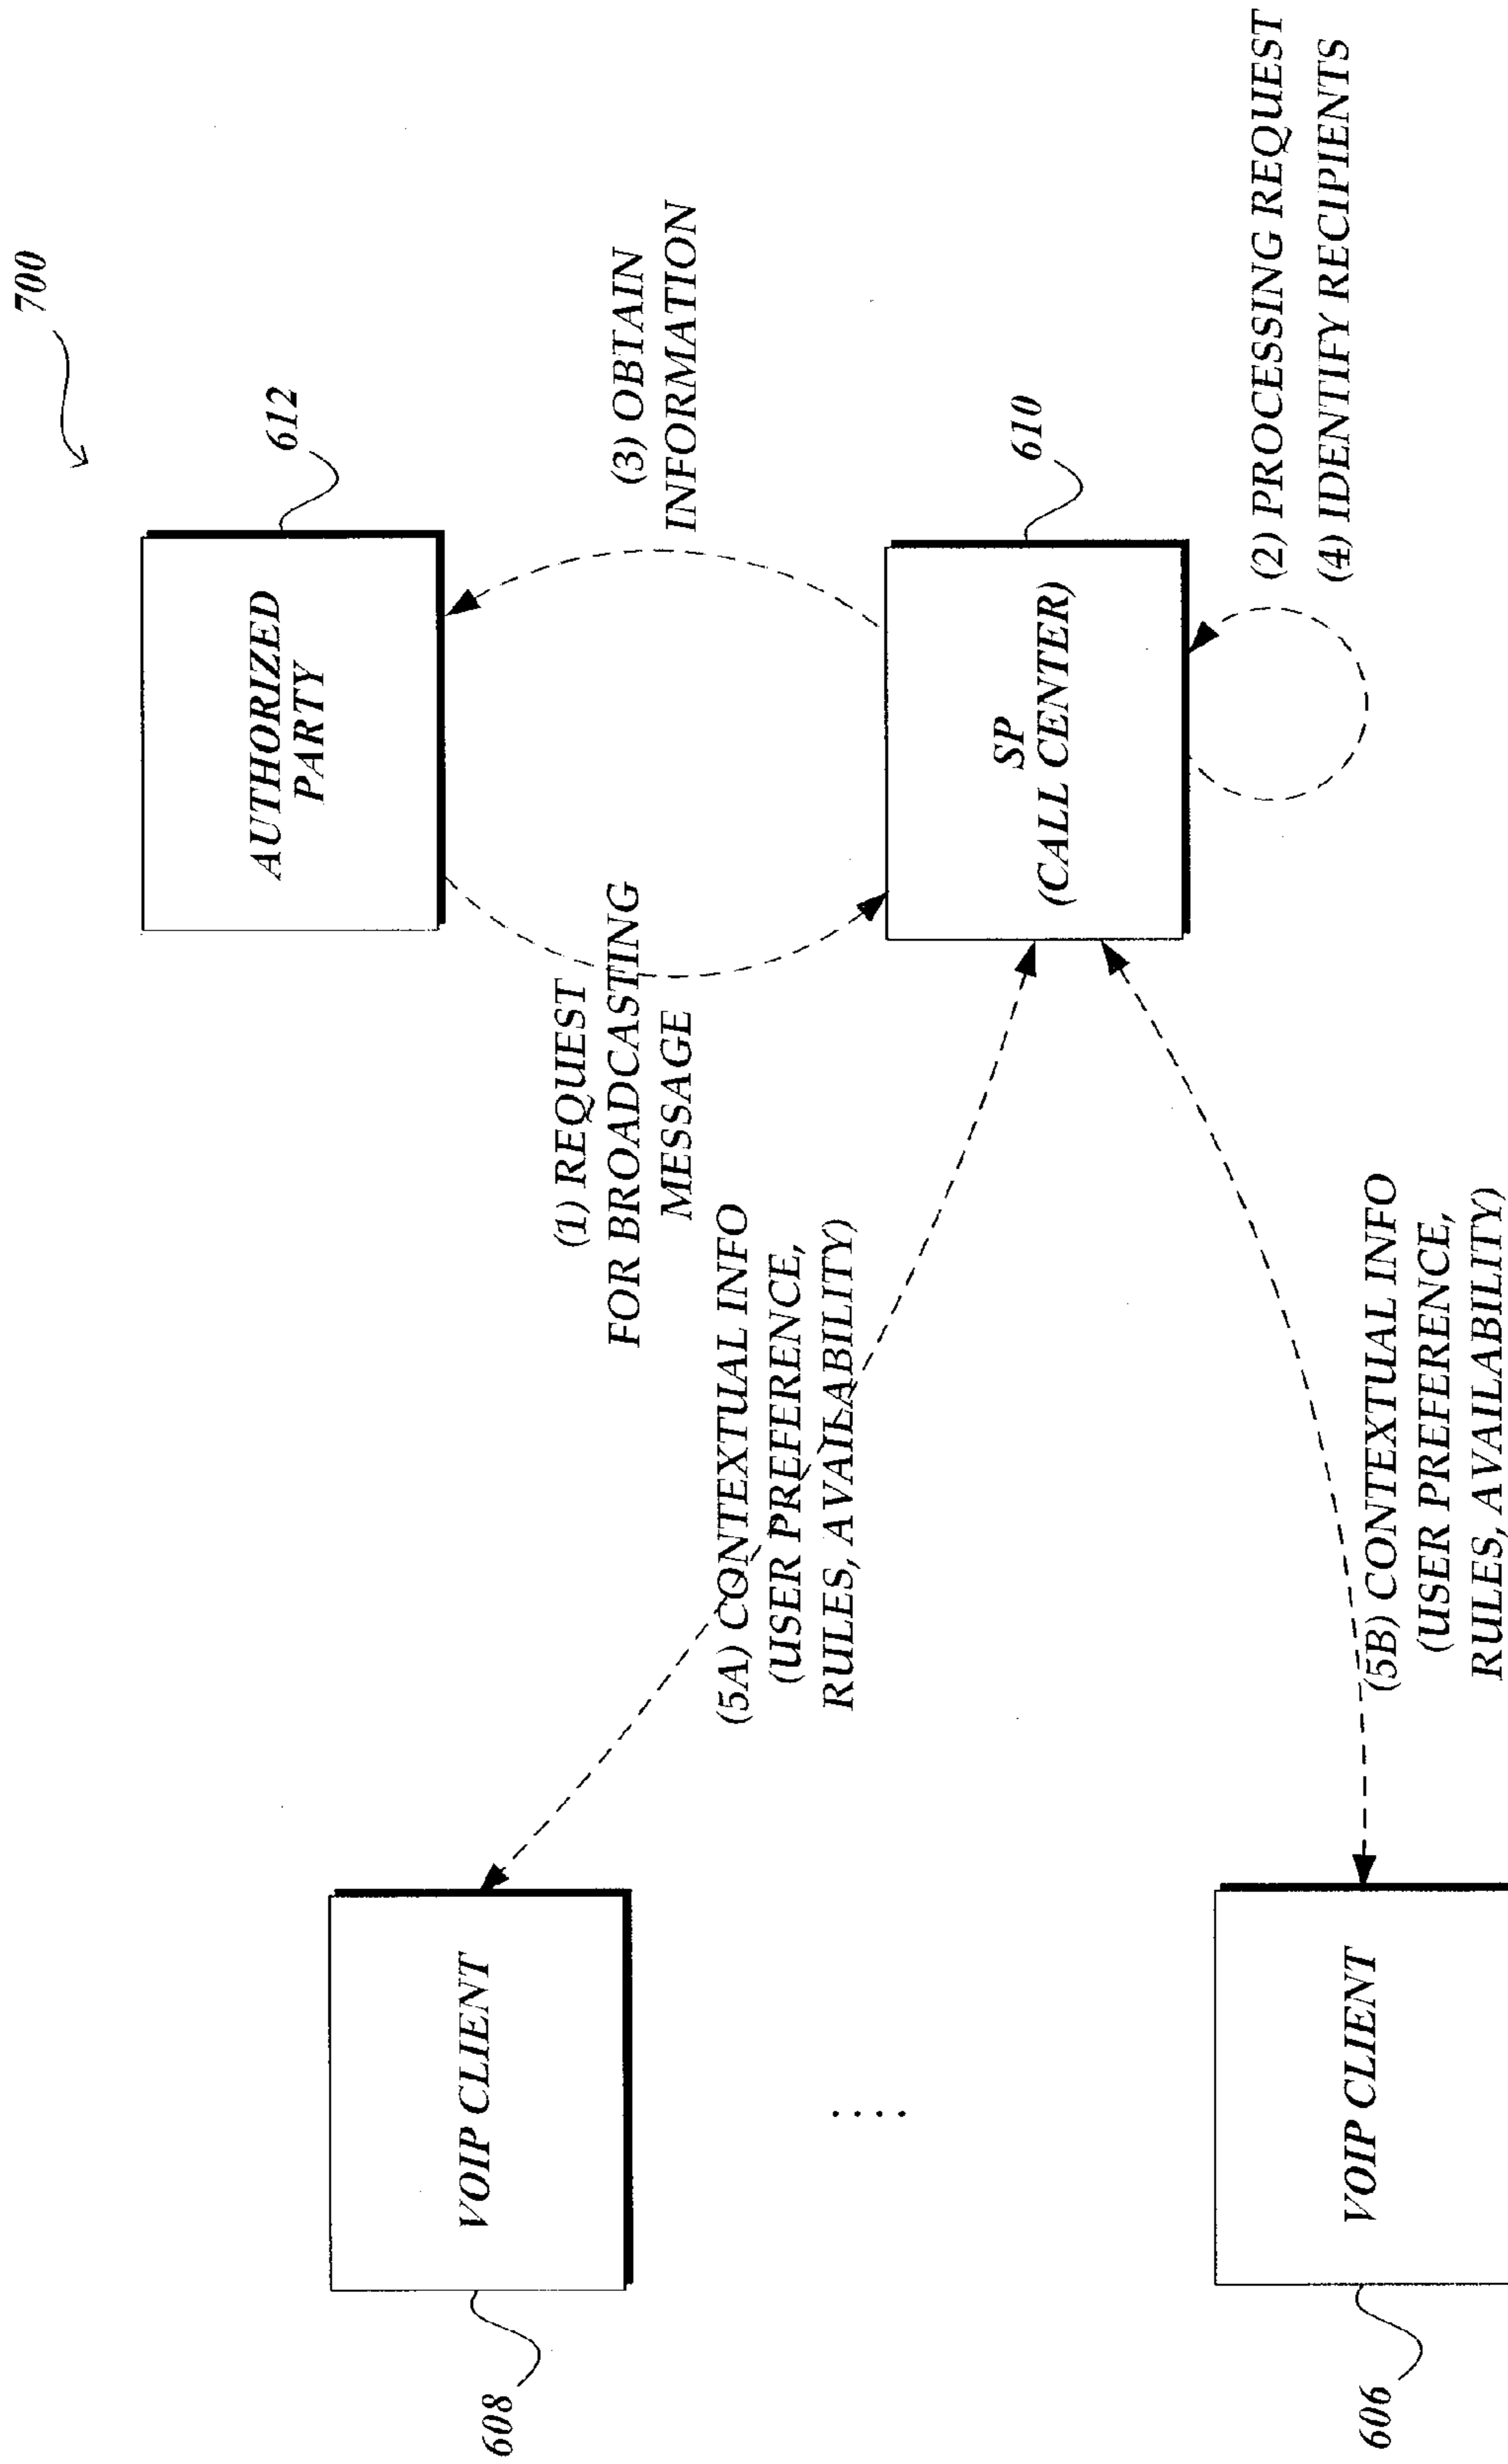 700
612
AUTHORIZED
PARTY
(1) REQUEST
FOR BROADCASTING
MESSAGE
(3) OBTAIN
INFORMATION
608
VOIP CLIENT
(5A) CONTEXTUAL INFO
(USER PREFERENCE,
RULES, AVAILABILITY)
610
SP
(CALL CENTER)
(2) PROCESSING REQUEST
(4) IDENTIFY RECIPIENTS
....
606
VOIP CLIENT
(5B) CONTEXTUAL INFO
(USER PREFERENCE,
RULES, AVAILABILITY)